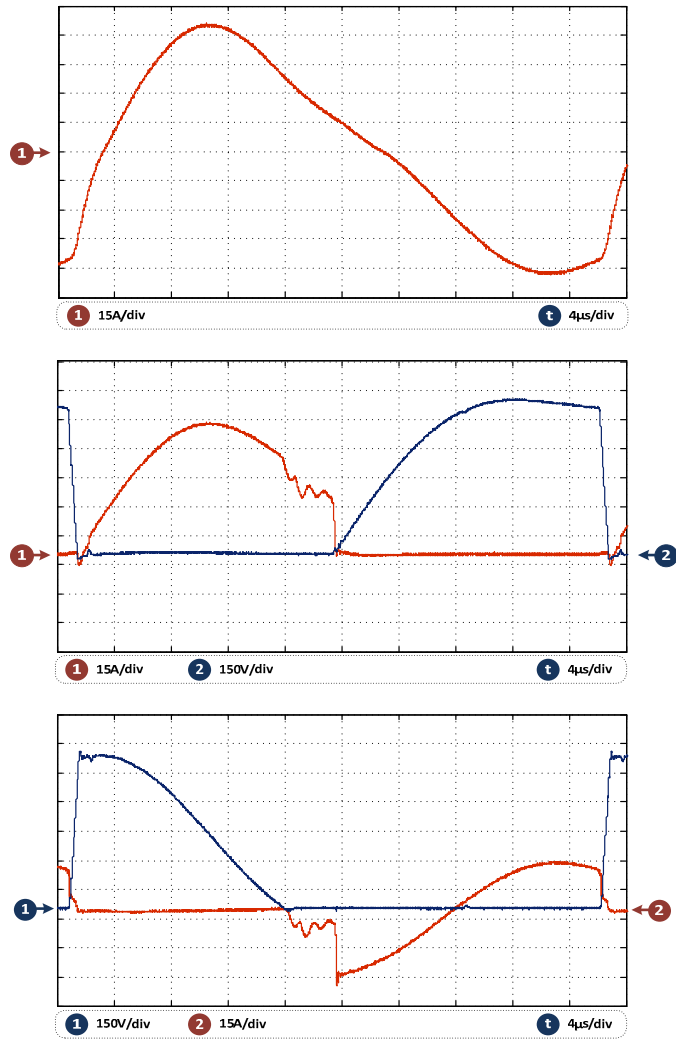 1
1 15A/div t 4µs/div
1 2
1 15A/div 2 150V/div t 4µs/div
1 2
1 150V/div 2 15A/div t 4µs/div